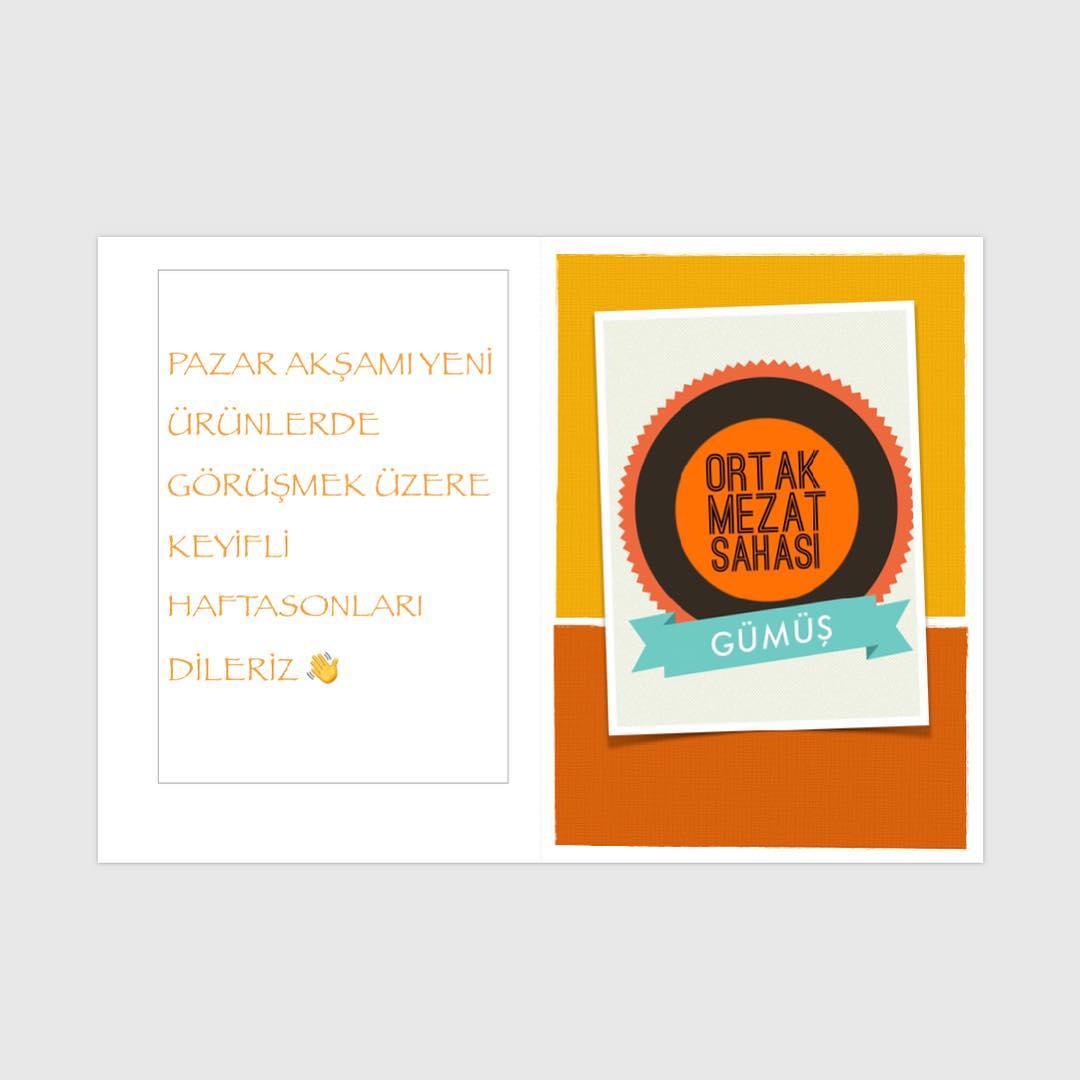 PAZAR AKŞAMI YENİ
ÜRÜNLERDE
GÖRÜŞMEK ÜZERE
KEYİFLİ
HAFTASONLARI
DİLERİZ 👋
ORTAK
MEZAT
SAHASI
GÜMÜŞ